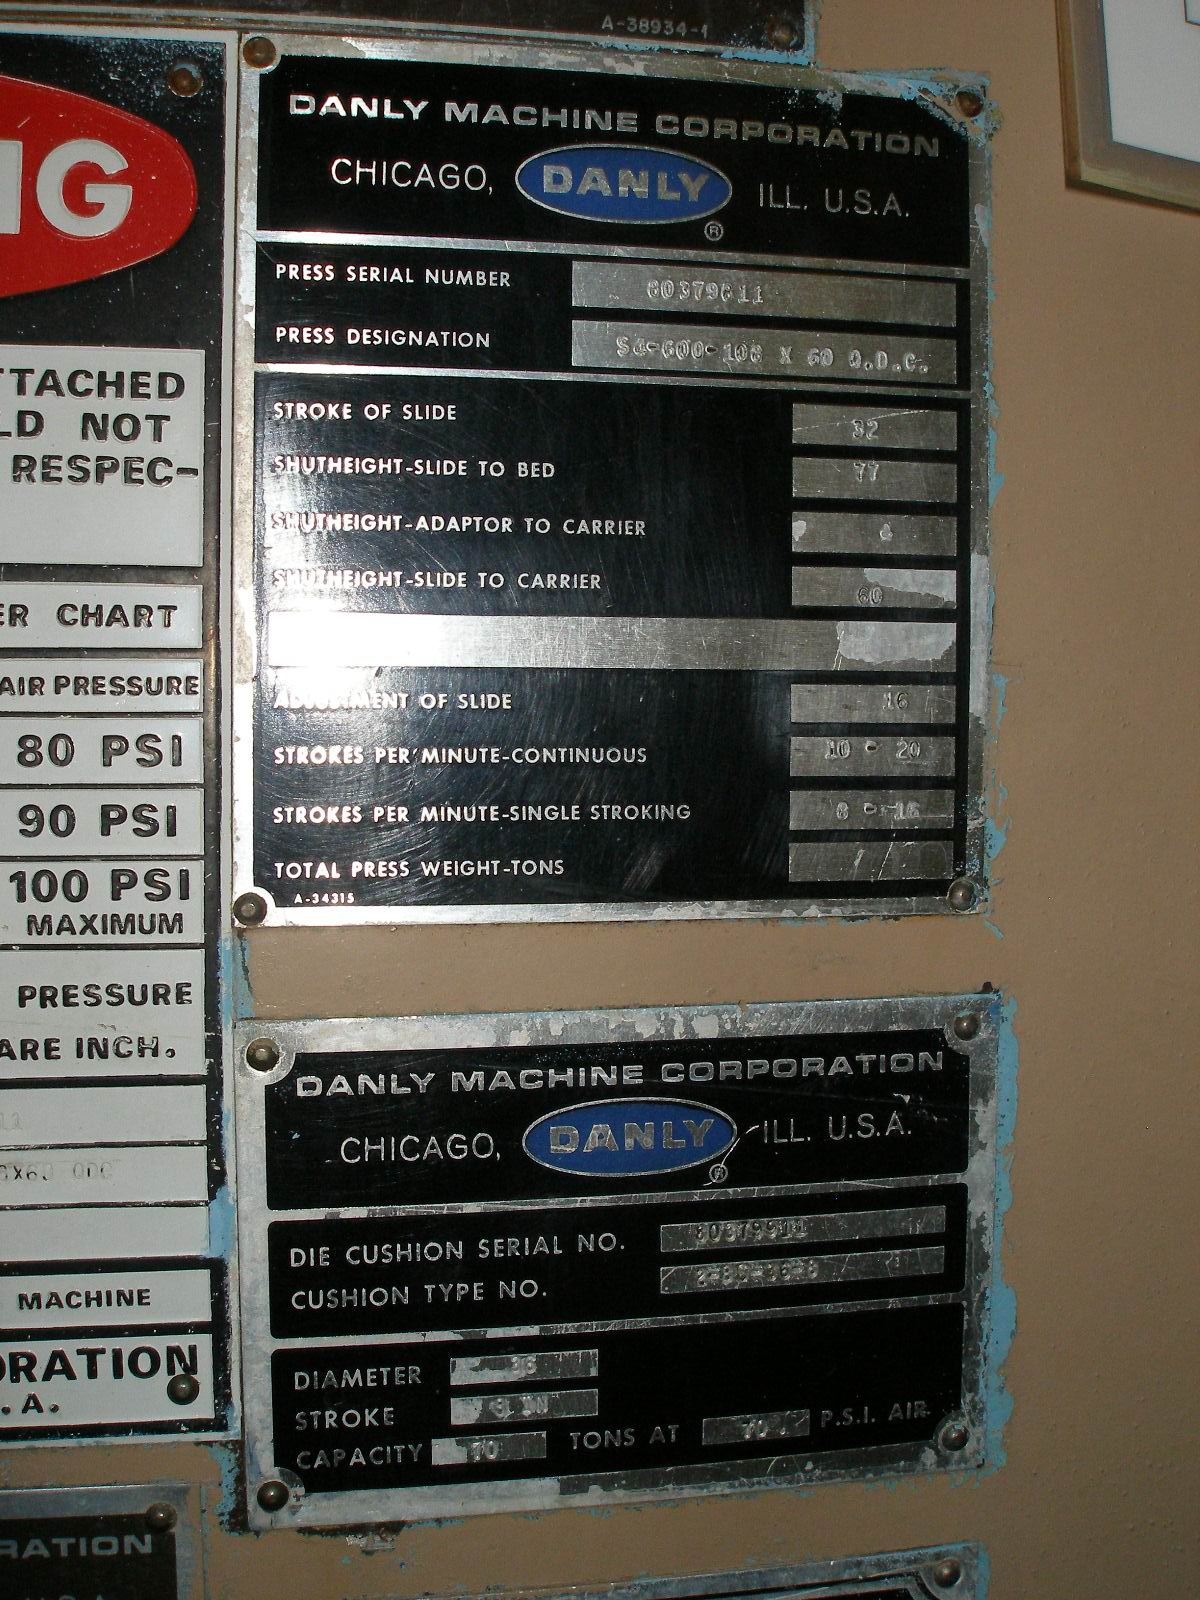 A-38934-1
DANLY MACHINE CORPORATION
CHICAGO, DANLY ® ILL. U.S.A.
PRESS SERIAL NUMBER
PRESS DESIGNATION S4-600-108 X 60 Q.D.C.
STROKE OF SLIDE 32
SHUTHEIGHT-SLIDE TO BED 77
SHUTHEIGHT-ADAPTOR TO CARRIER
SHUTHEIGHT-SLIDE TO CARRIER 60
ADJUSTMENT OF SLIDE 16
STROKES PER MINUTE-CONTINUOUS 10 - 20
STROKES PER MINUTE-SINGLE STROKING 8 - 16
TOTAL PRESS WEIGHT-TONS
A-34315
DANLY MACHINE CORPORATION
CHICAGO, DANLY ® ILL. U.S.A.
DIE CUSHION SERIAL NO.
CUSHION TYPE NO.
DIAMETER
STROKE
CAPACITY 70 TONS AT P.S.I. AIR
NG
TTACHED
LD NOT
RESPEC-
ER CHART
AIR PRESSURE
80 PSI
90 PSI
100 PSI
MAXIMUM
PRESSURE
ARE INCH.
X60 QDC
MACHINE
ORATION
.A.
RATION